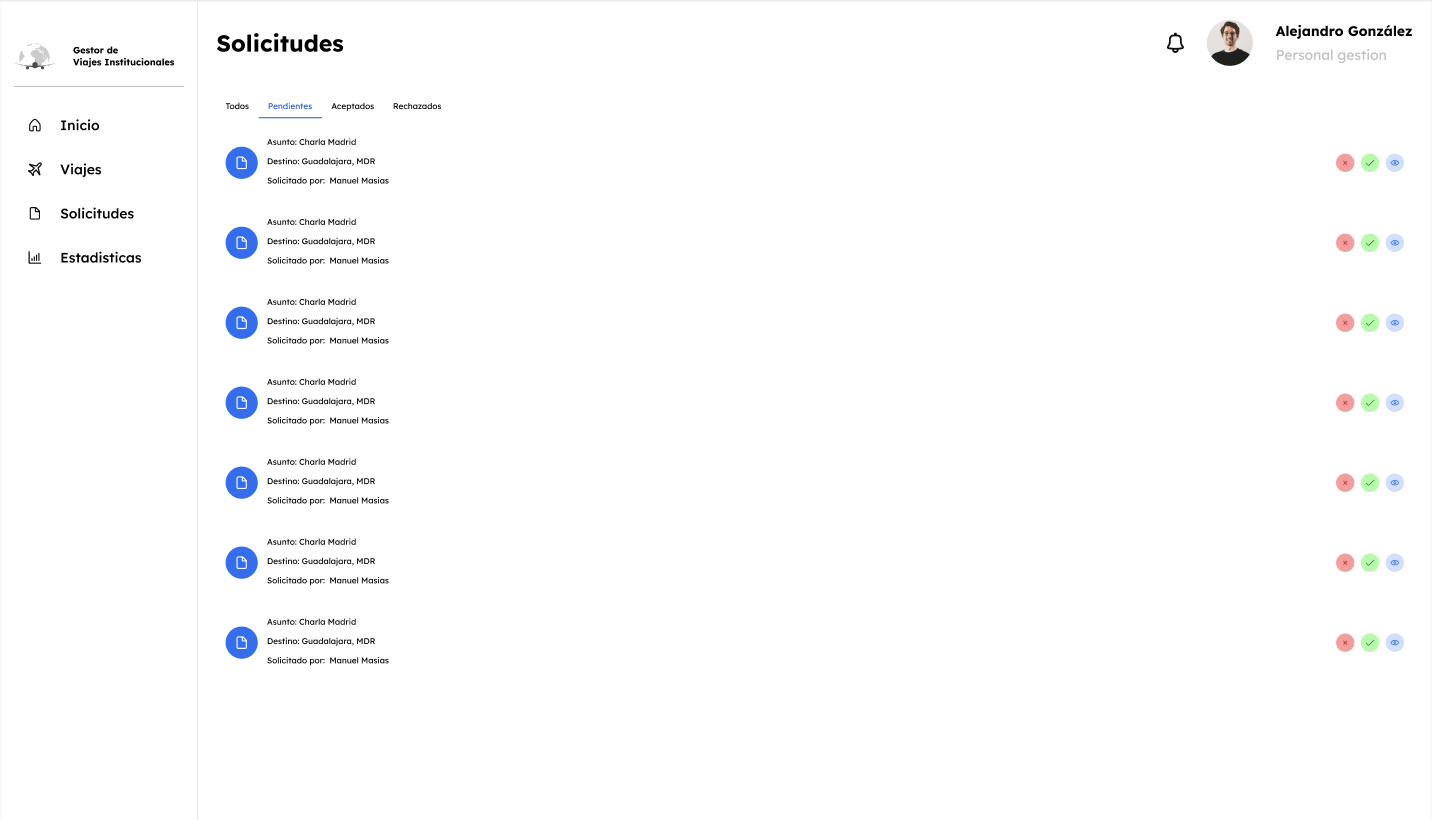 Gestor de
Viajes Institucionales
Inicio
Viajes
Solicitudes
Estadisticas
Solicitudes
Alejandro González
Personal gestion
Todos Pendientes Aceptados Rechazados
Asunto: Charla Madrid
Destino: Guadalajara, MDR
Solicitado por: Manuel Masias
Asunto: Charla Madrid
Destino: Guadalajara, MDR
Solicitado por: Manuel Masias
Asunto: Charla Madrid
Destino: Guadalajara, MDR
Solicitado por: Manuel Masias
Asunto: Charla Madrid
Destino: Guadalajara, MDR
Solicitado por: Manuel Masias
Asunto: Charla Madrid
Destino: Guadalajara, MDR
Solicitado por: Manuel Masias
Asunto: Charla Madrid
Destino: Guadalajara, MDR
Solicitado por: Manuel Masias
Asunto: Charla Madrid
Destino: Guadalajara, MDR
Solicitado por: Manuel Masias